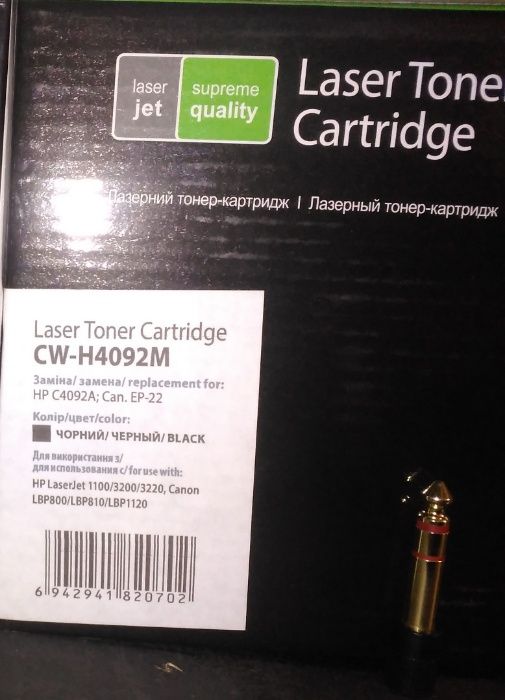 laser
jet
supreme
quality
Laser Tone
Cartridge
Лазерний тонер-картридж | Лазерный тонер-картридж
Laser Toner Cartridge
CW-H4092M
Заміна/ замена/ replacement for:
HP C4092A; Can. EP-22
Колір/цвет/color:
ЧОРНИЙ/ ЧЕРНЫЙ/ BLACK
Для використання з/
для использования с/ for use with:
HP LaserJet 1100/3200/3220, Canon
LBP800/LBP810/LBP1120
6 942941 820702